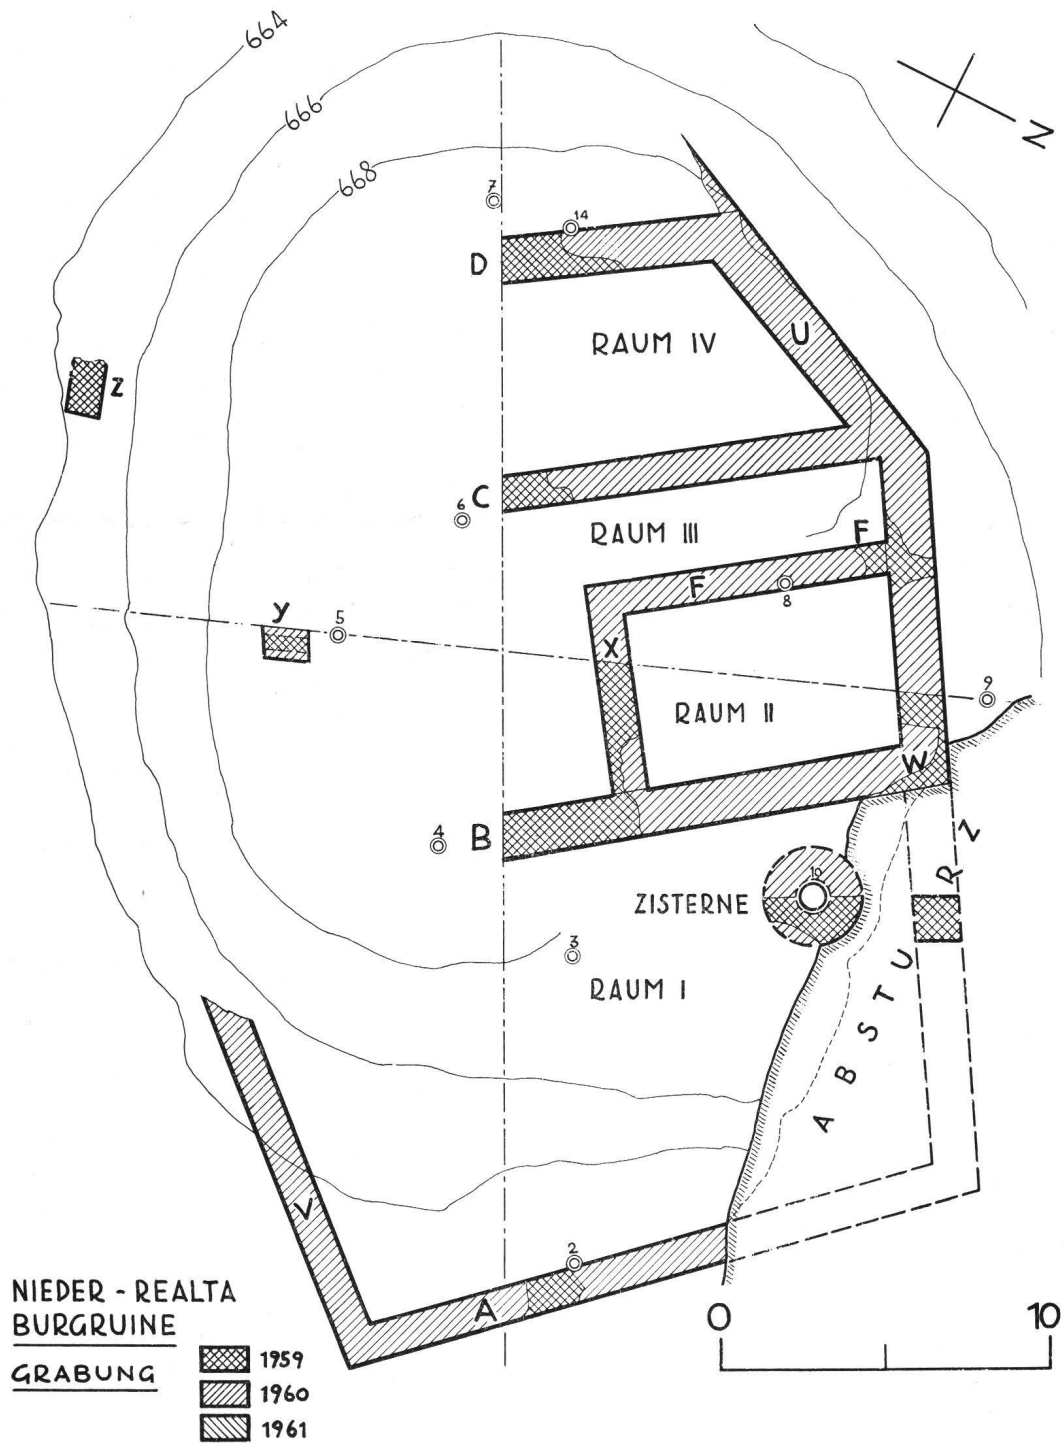 664
666
668
N
7
14
D
RAUM IV
U
Z
C
6
RAUM III
F
F
8
y
5
X
9
RAUM II
W
4
B
10
ZISTERNE
3
RAUM I
ABSTURZ
V
2
A
NIEDER - REALTA
BURGRUINE
GRABUNG
1959
1960
1961
0 10